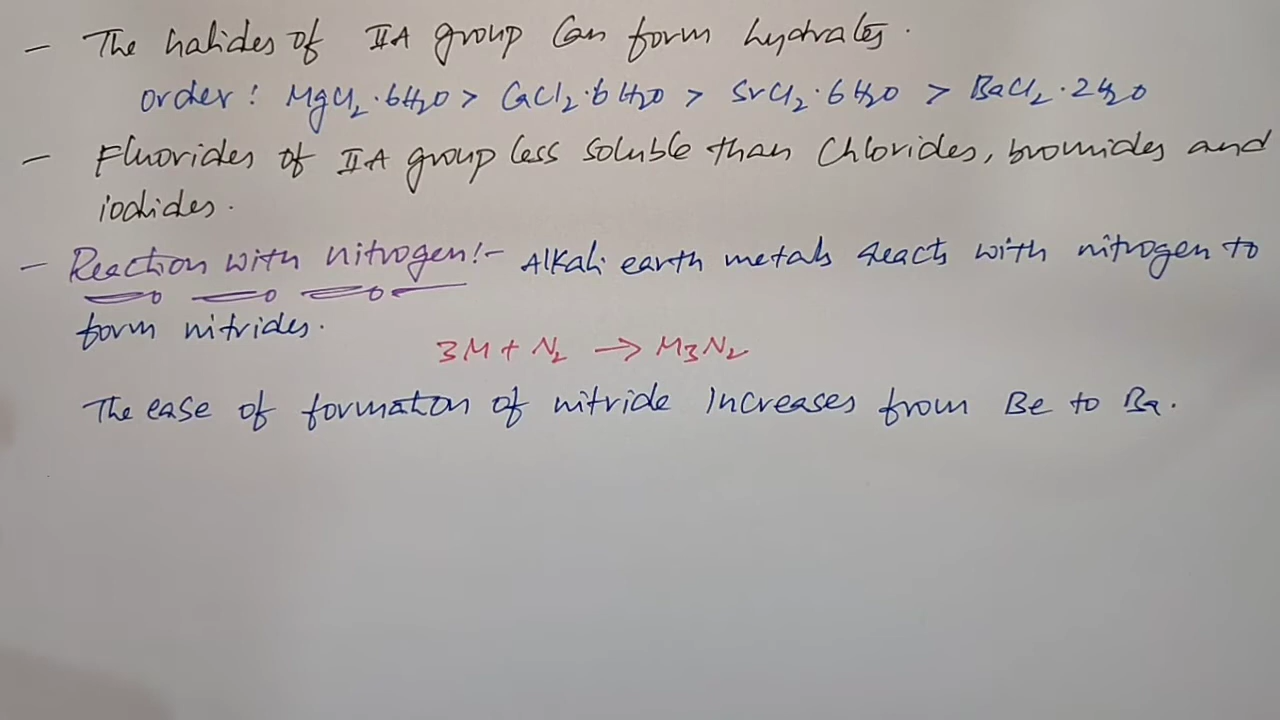 - The halides of IIA group Can form hydrates.
order: MgCl₂·6H₂O > CaCl₂·6H₂O > SrCl₂·6H₂O > BaCl₂·2H₂O
- Fluorides of IIA group less soluble than Chlorides, bromides and
iodides.
- Reaction with nitrogen:- Alkali earth metals reacts with nitrogen to
form nitrides.
3M + N₂ → M₃N₂
The ease of formation of nitride increases from Be to Ba.